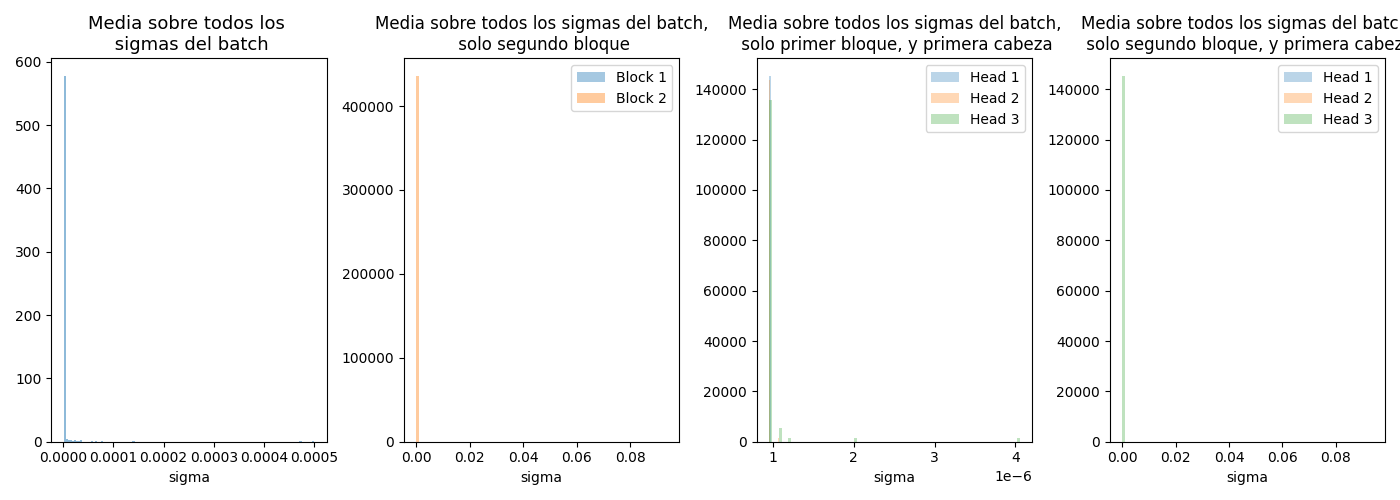 Media sobre todos los
sigmas del batch
600
500
400
300
200
100
0
0.0000 0.0001 0.0002 0.0003 0.0004 0.0005
sigma
Media sobre todos los sigmas del batch,
solo segundo bloque
Block 1
Block 2
400000
300000
200000
100000
0
0.00 0.02 0.04 0.06 0.08
sigma
Media sobre todos los sigmas del batch,
solo primer bloque, y primera cabeza
Head 1
Head 2
Head 3
140000
120000
100000
80000
60000
40000
20000
0
1 2 3 4
1e−6
sigma
Media sobre todos los sigmas del batc
solo segundo bloque, y primera cabez
Head 1
Head 2
Head 3
140000
120000
100000
80000
60000
40000
20000
0
0.00 0.02 0.04 0.06 0.08
sigma